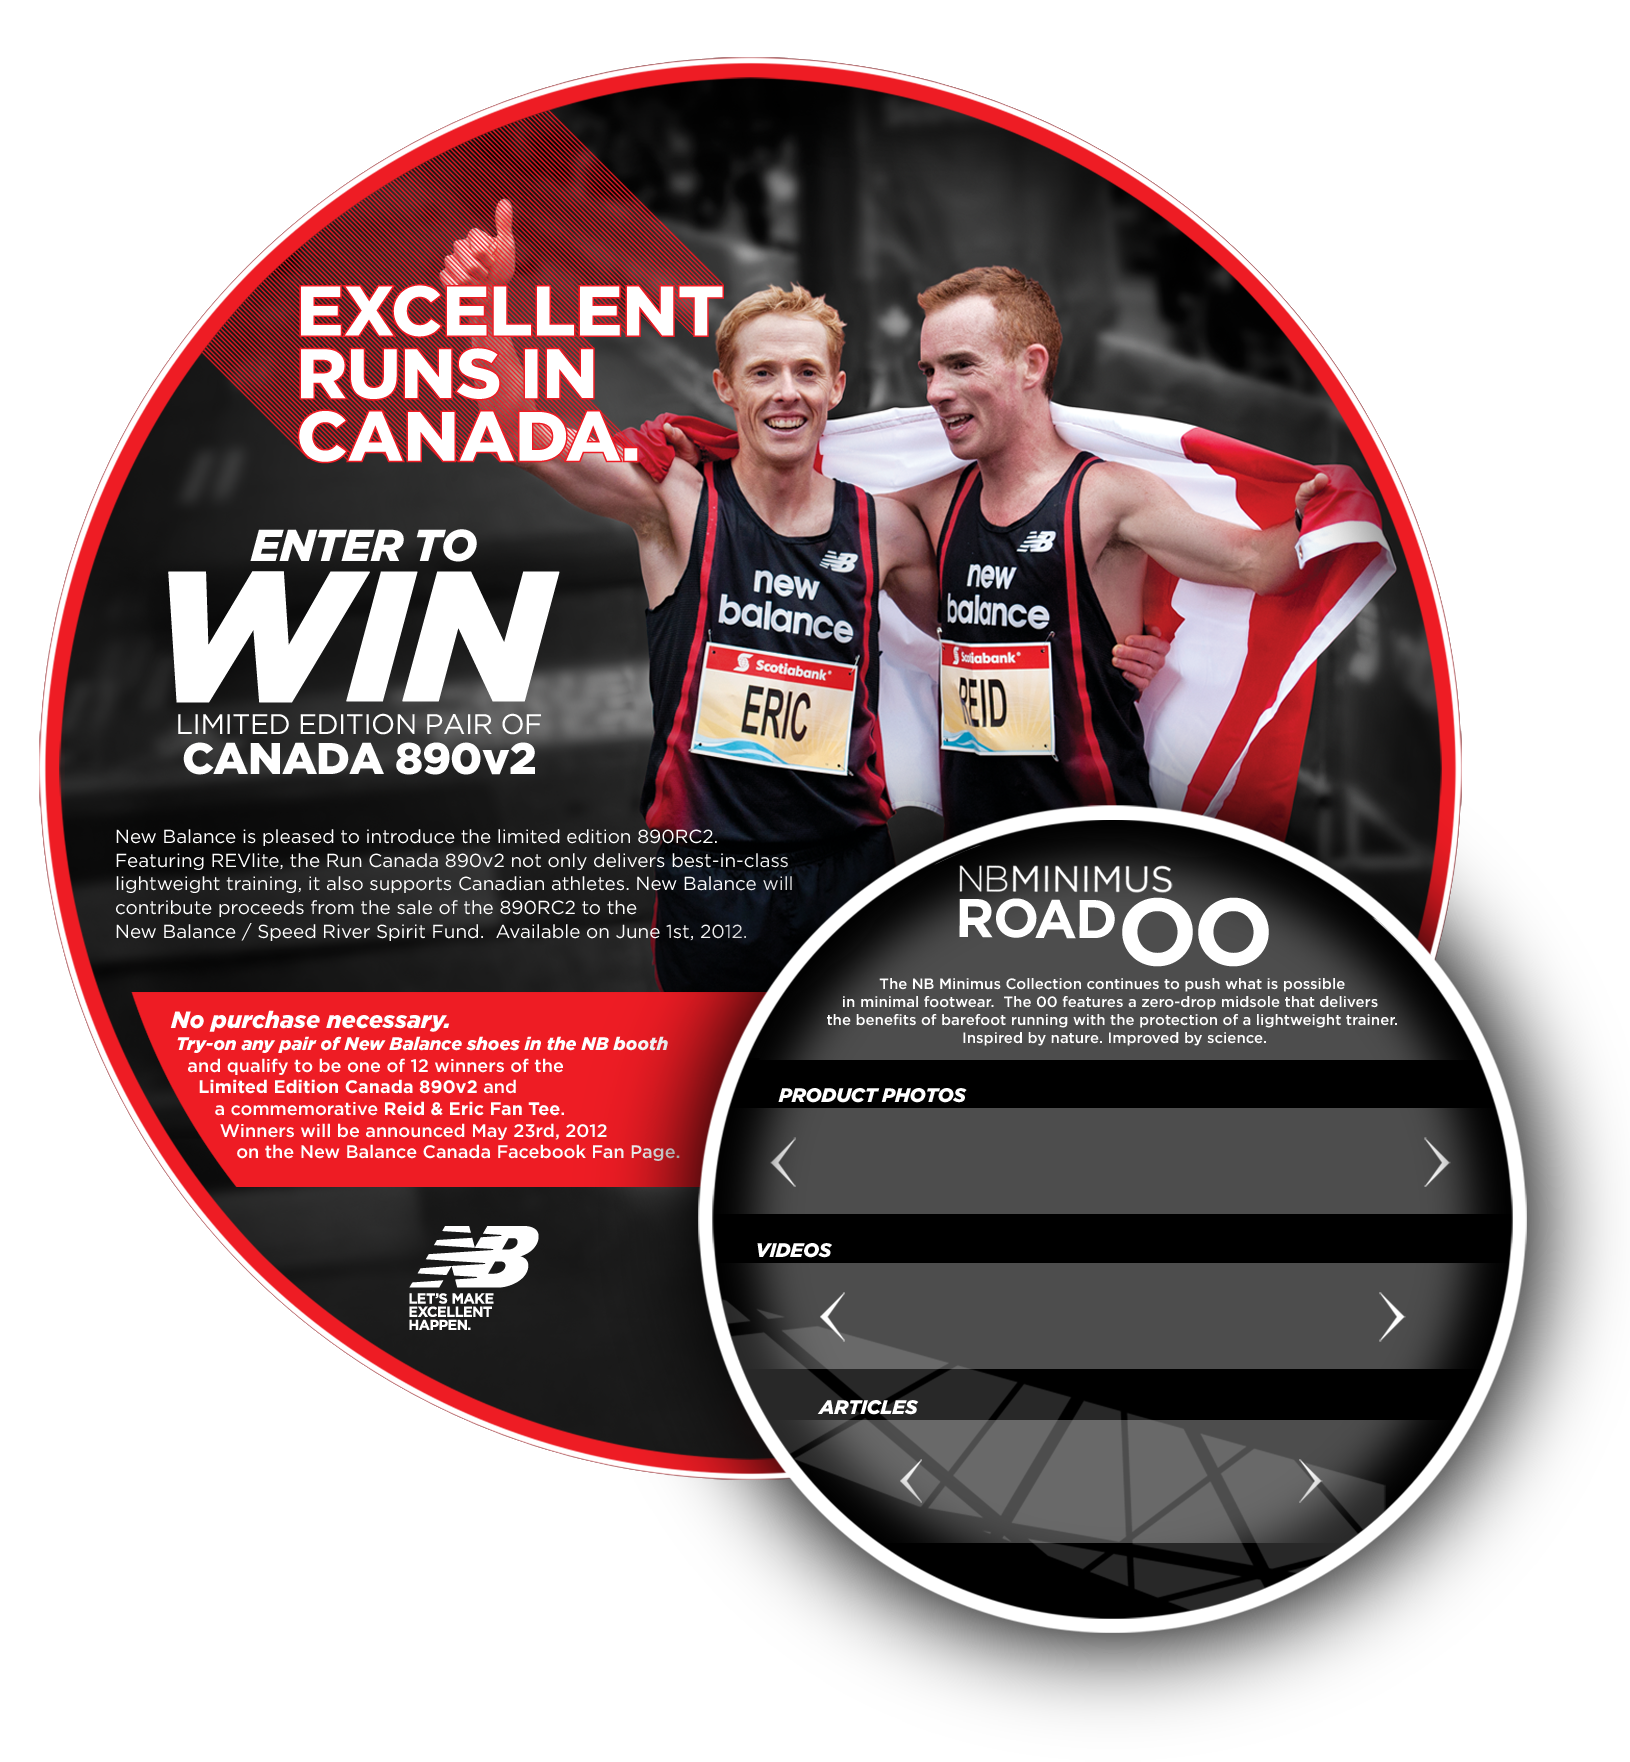 EXCELLENT
RUNS IN
CANADA.
ENTER TO
WIN
LIMITED EDITION PAIR OF
CANADA 890v2
new
balance
Scotiabank
ERIC
new
balance
Scotiabank
REID
New Balance is pleased to introduce the limited edition 890RC2.
Featuring REVlite, the Run Canada 890v2 not only delivers best-in-class
lightweight training, it also supports Canadian athletes. New Balance will
contribute proceeds from the sale of the 890RC2 to the
New Balance / Speed River Spirit Fund.  Available on June 1st, 2012.
No purchase necessary.
Try-on any pair of New Balance shoes in the NB booth
and qualify to be one of 12 winners of the
Limited Edition Canada 890v2 and
a commemorative Reid & Eric Fan Tee.
Winners will be announced May 23rd, 2012
on the New Balance Canada Facebook Fan Page.
NB
LET'S MAKE
EXCELLENT
HAPPEN.
NBMINIMUS
ROAD 00
The NB Minimus Collection continues to push what is possible
in minimal footwear.  The 00 features a zero-drop midsole that delivers
the benefits of barefoot running with the protection of a lightweight trainer.
Inspired by nature. Improved by science.
PRODUCT PHOTOS
VIDEOS
ARTICLES